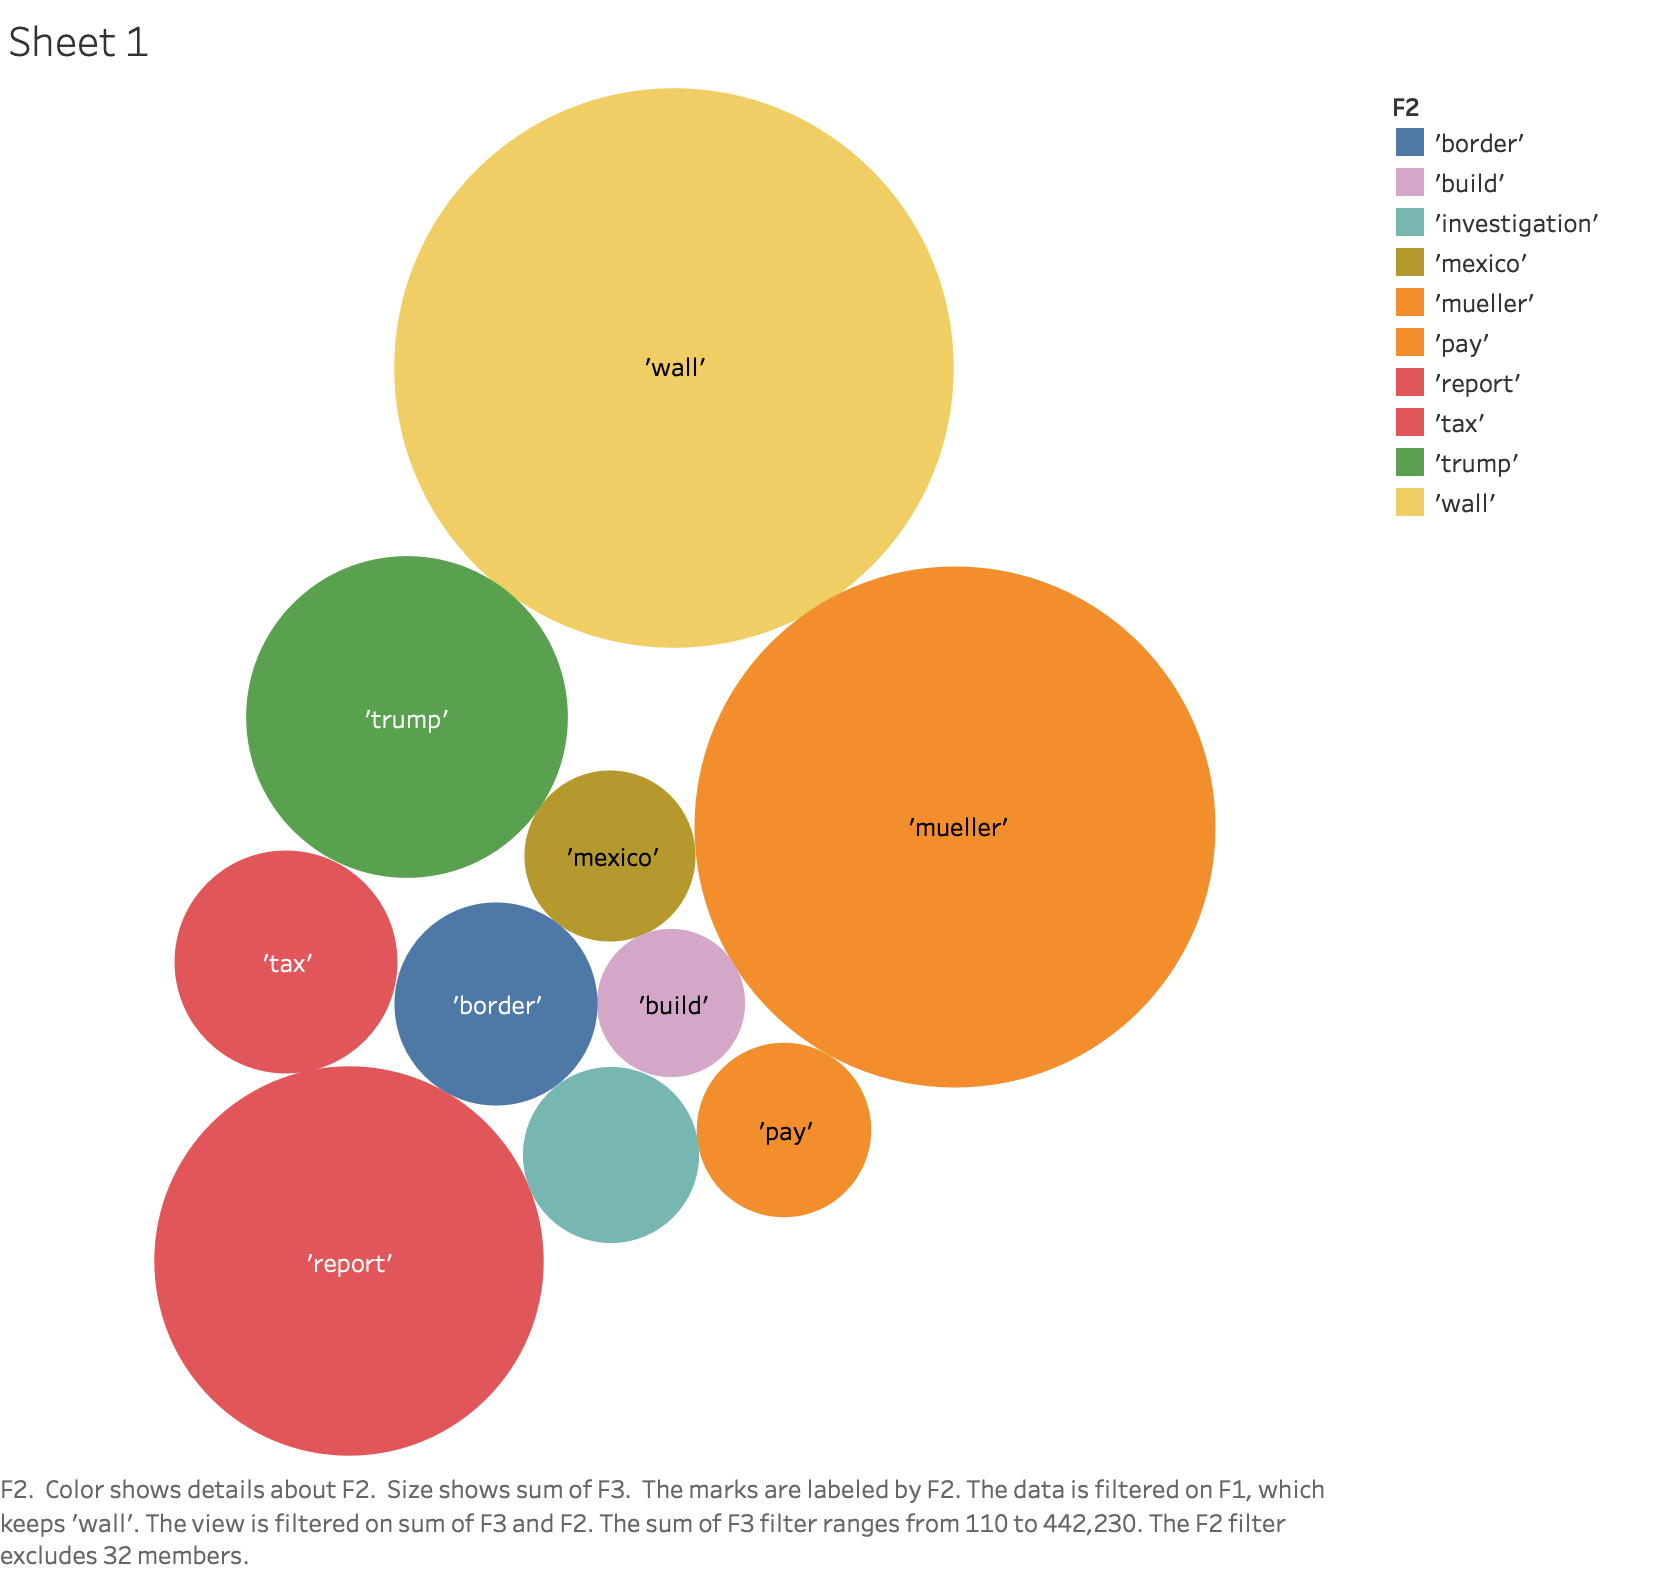 Sheet 1
F2
'border'
'build'
'investigation'
'mexico'
'mueller'
'pay'
'report'
'tax'
'trump'
'wall'
'wall'
'trump'
'mueller'
'mexico'
'tax'
'border'
'build'
'pay'
'report'
F2.  Color shows details about F2.  Size shows sum of F3.  The marks are labeled by F2. The data is filtered on F1, which
keeps 'wall'. The view is filtered on sum of F3 and F2. The sum of F3 filter ranges from 110 to 442,230. The F2 filter
excludes 32 members.